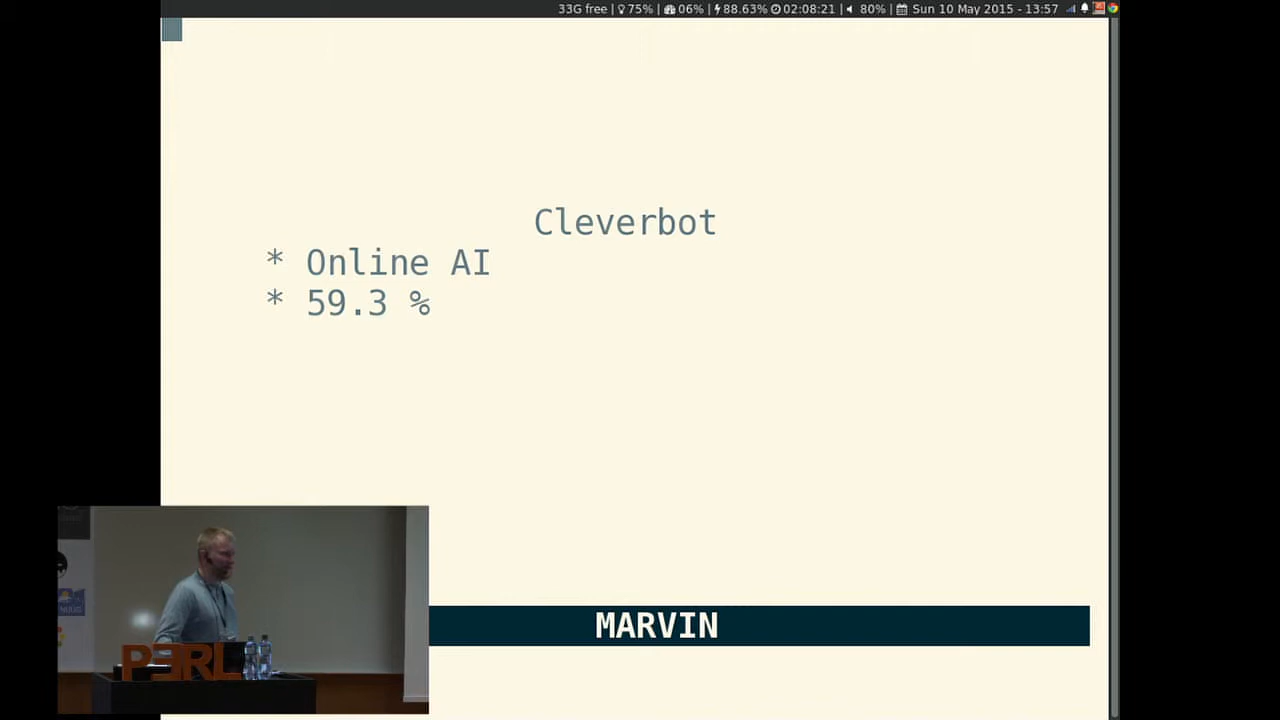 33G free | 75% | 06% | 88.63% 02:08:21 | 80% | Sun 10 May 2015 - 13:57
Cleverbot
* Online AI
* 59.3 %
MARVIN
PERL